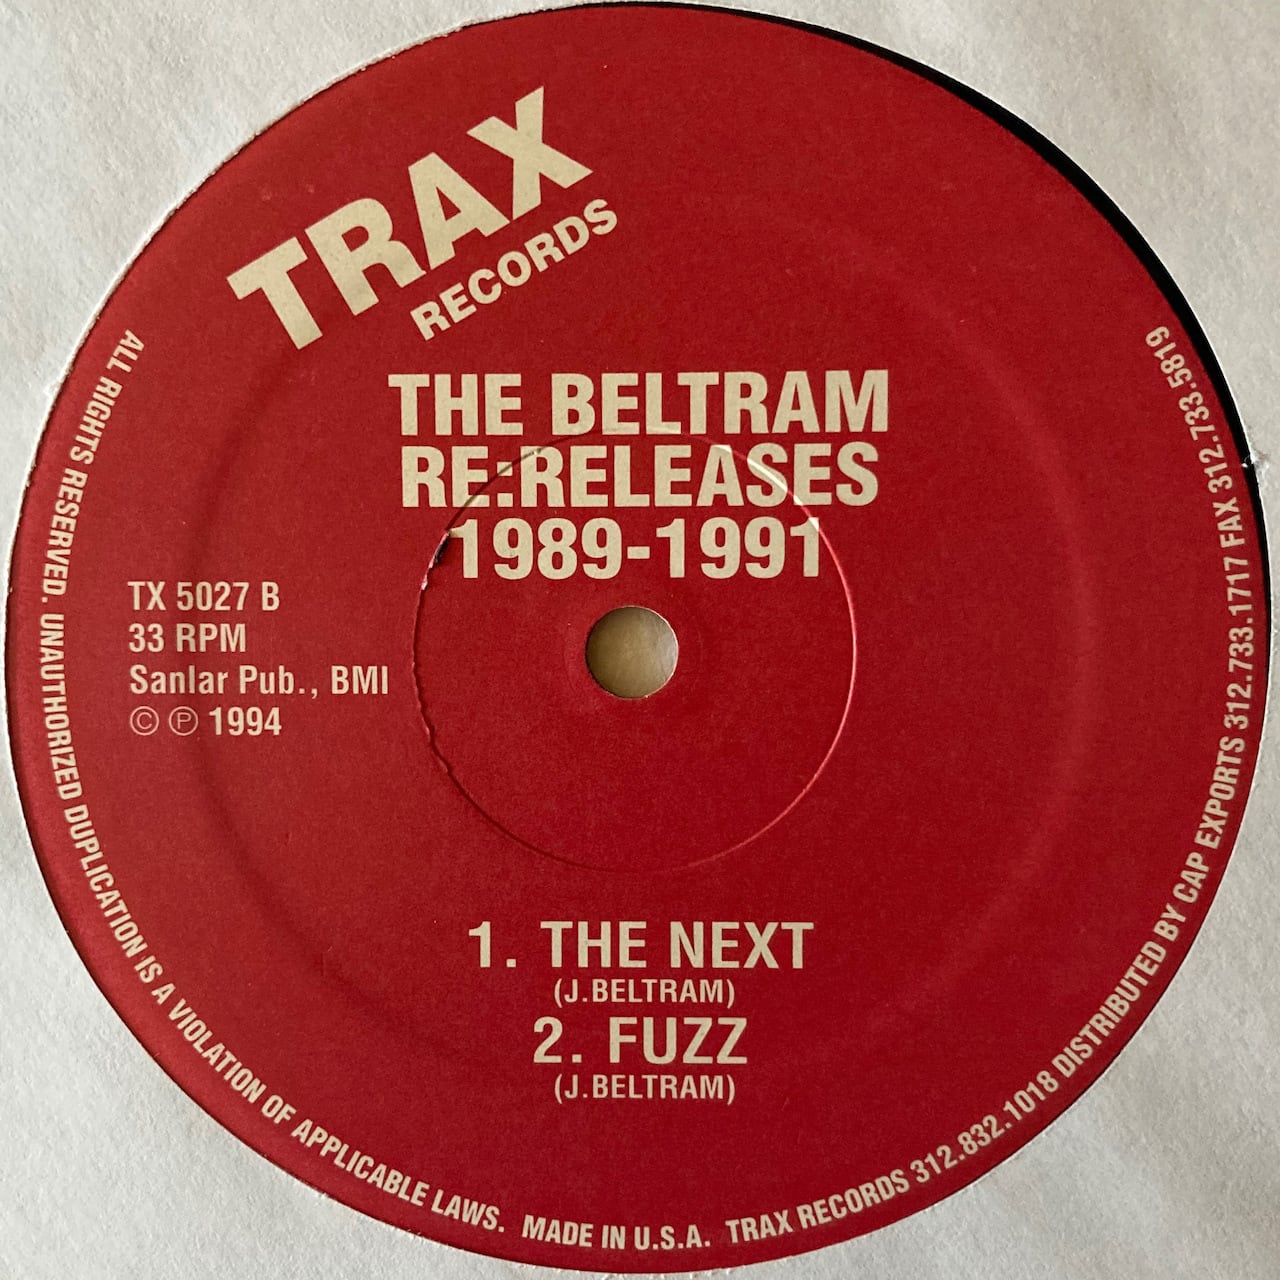 TRAX
RECORDS
THE BELTRAM
RE:RELEASES
1989-1991
TX 5027 B
33 RPM
Sanlar Pub., BMI
© ℗ 1994
1. THE NEXT
(J.BELTRAM)
2. FUZZ
(J.BELTRAM)
ALL RIGHTS RESERVED. UNAUTHORIZED DUPLICATION IS A VIOLATION OF APPLICABLE LAWS. MADE IN U.S.A. TRAX RECORDS 312.832.1018 DISTRIBUTED BY CAP EXPORTS 312.733.1717 FAX 312.733.5819